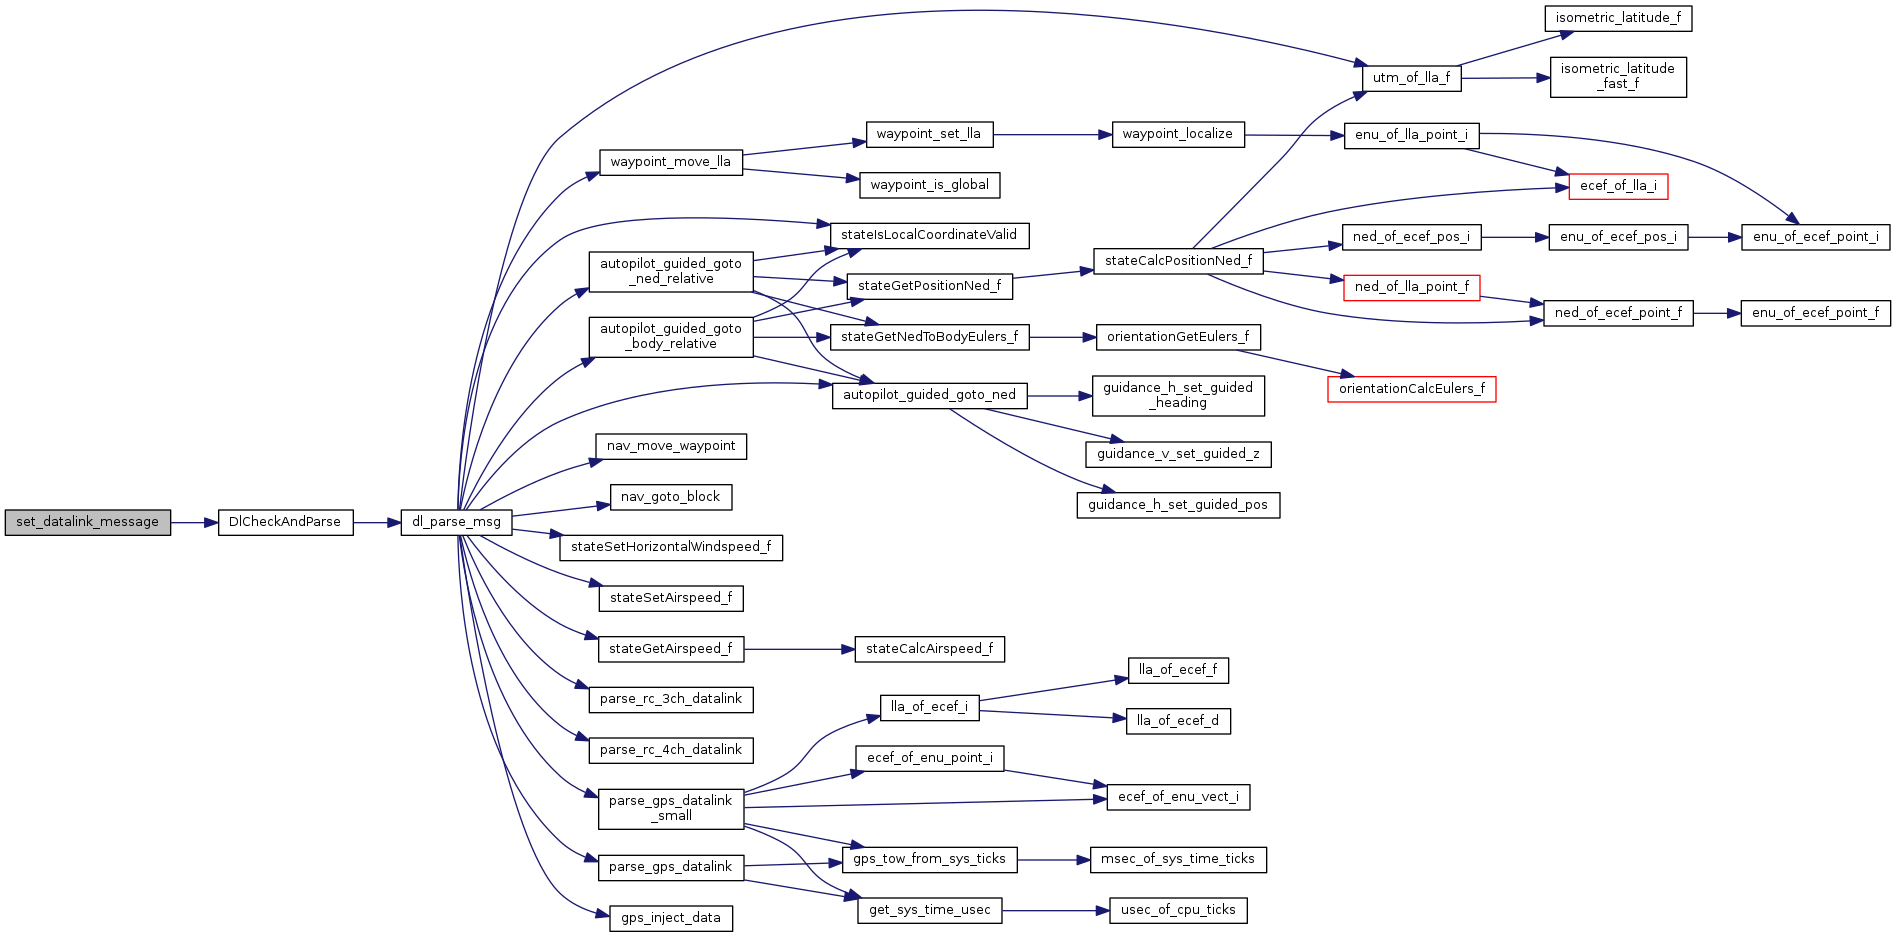 set_datalink_message
DlCheckAndParse
dl_parse_msg
utm_of_lla_f
isometric_latitude_f
isometric_latitude
_fast_f
waypoint_move_lla
waypoint_set_lla
waypoint_localize
enu_of_lla_point_i
waypoint_is_global
ecef_of_lla_i
stateIsLocalCoordinateValid
enu_of_ecef_point_i
autopilot_guided_goto
_ned_relative
stateGetPositionNed_f
stateCalcPositionNed_f
ned_of_ecef_pos_i
enu_of_ecef_pos_i
ned_of_lla_point_f
ned_of_ecef_point_f
enu_of_ecef_point_f
autopilot_guided_goto
_body_relative
stateGetNedToBodyEulers_f
orientationGetEulers_f
orientationCalcEulers_f
autopilot_guided_goto_ned
guidance_h_set_guided
_heading
guidance_v_set_guided_z
guidance_h_set_guided_pos
nav_move_waypoint
nav_goto_block
stateSetHorizontalWindspeed_f
stateSetAirspeed_f
stateGetAirspeed_f
stateCalcAirspeed_f
parse_rc_3ch_datalink
parse_rc_4ch_datalink
parse_gps_datalink
_small
lla_of_ecef_i
lla_of_ecef_f
lla_of_ecef_d
ecef_of_enu_point_i
ecef_of_enu_vect_i
parse_gps_datalink
gps_tow_from_sys_ticks
msec_of_sys_time_ticks
get_sys_time_usec
usec_of_cpu_ticks
gps_inject_data